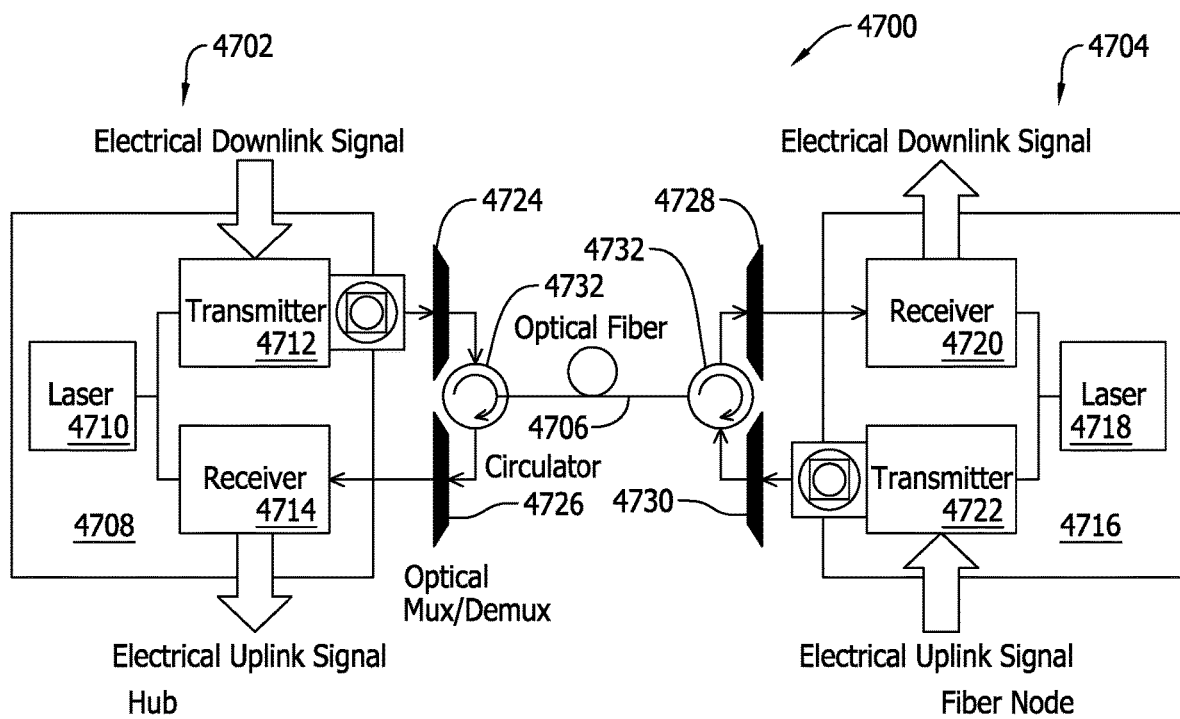 4702
4700
4704
Electrical Downlink Signal
Electrical Downlink Signal
4724
4728
4732
4732
Transmitter
4712
Optical Fiber
Receiver
4720
Laser
4710
4706
Laser
4718
Receiver
4714
Circulator
Transmitter
4722
4708
4726
4730
4716
Optical
Mux/Demux
Electrical Uplink Signal
Electrical Uplink Signal
Hub
Fiber Node